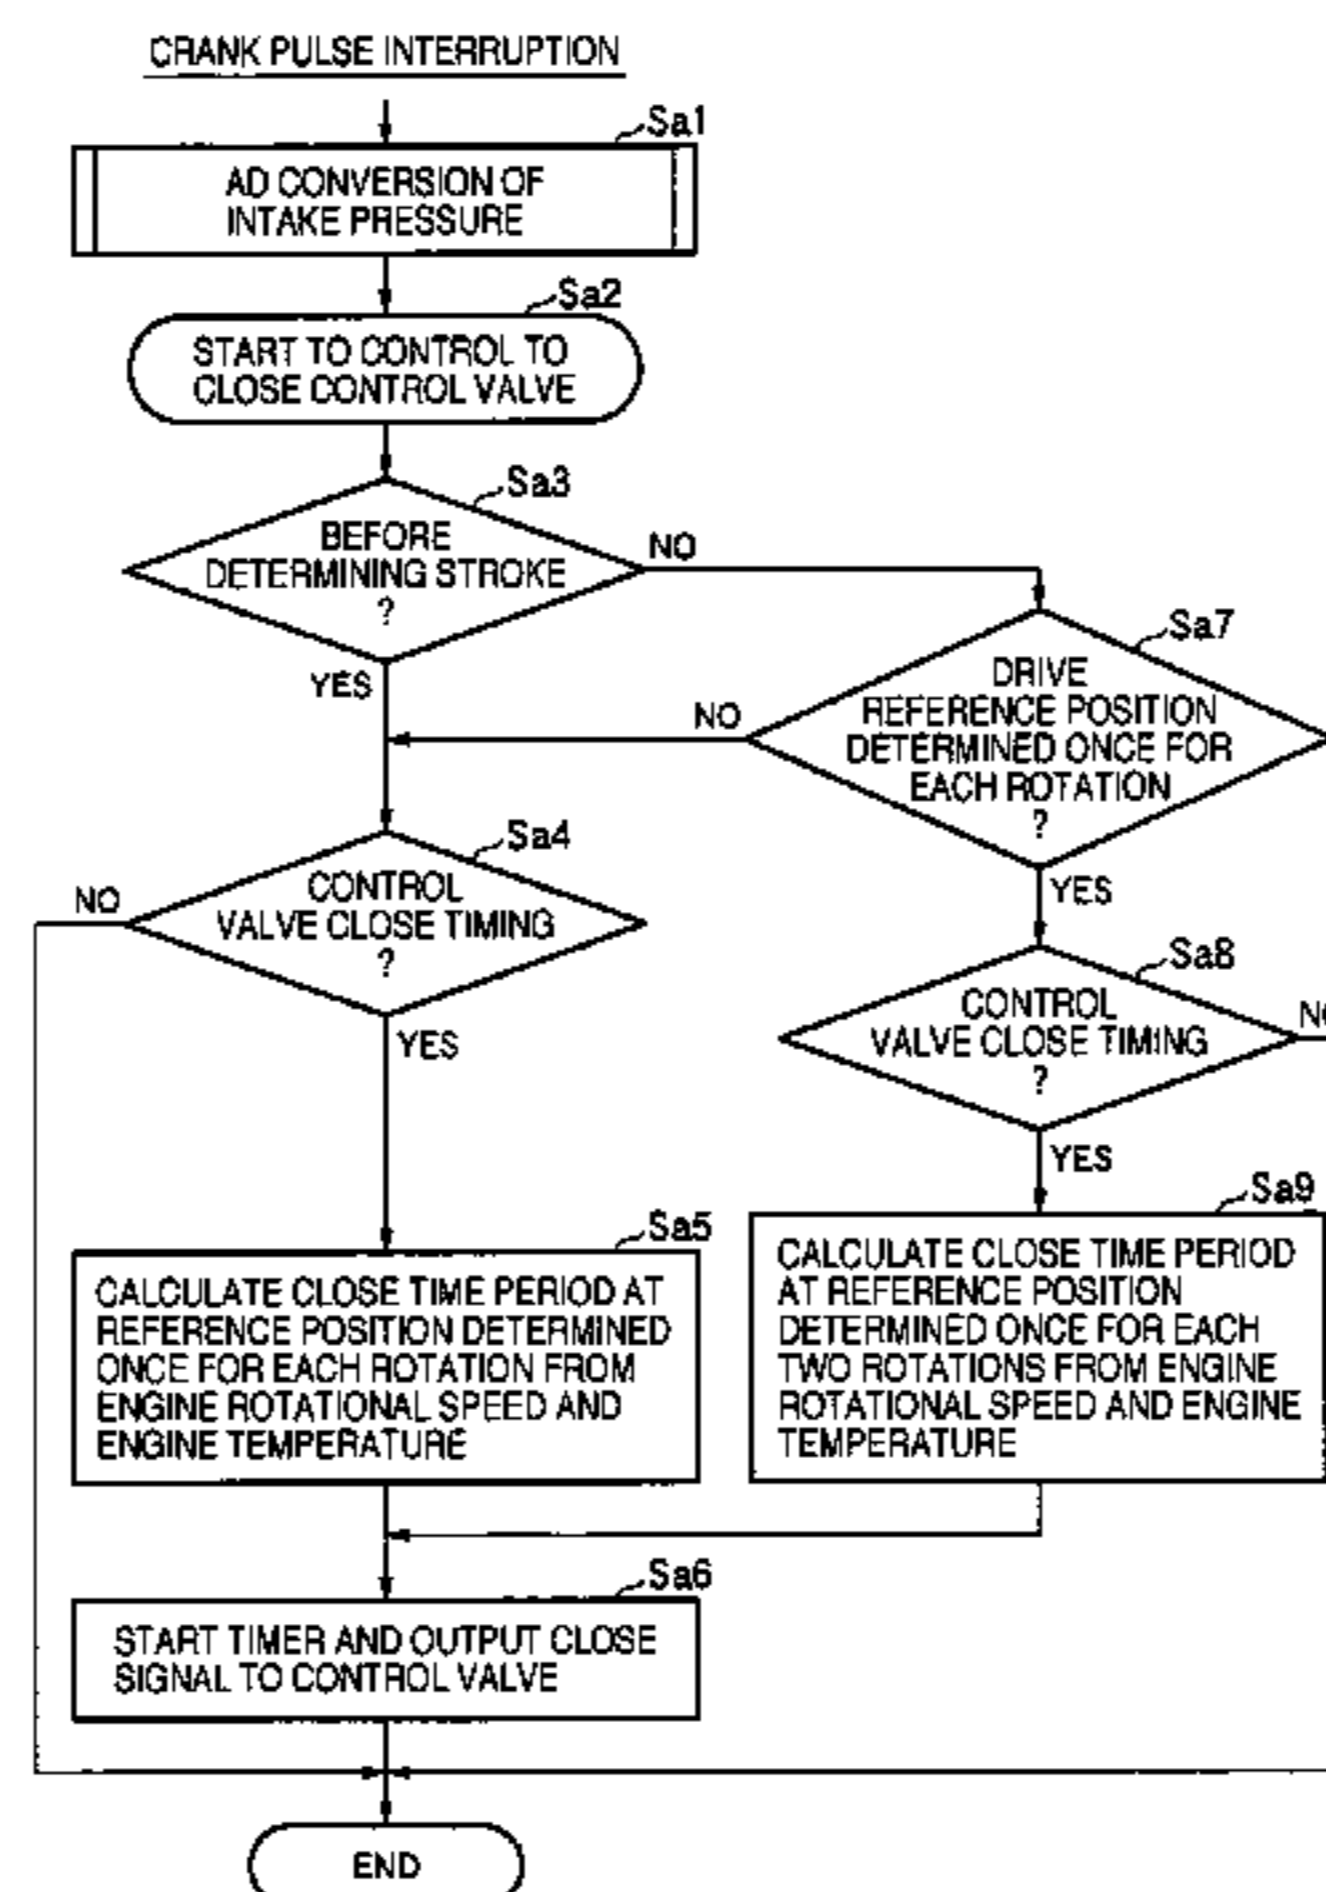 CRANK PULSE INTERRUPTION
Sa1
AD CONVERSION OF
INTAKE PRESSURE
Sa2
START TO CONTROL TO
CLOSE CONTROL VALVE
Sa3
BEFORE
DETERMINING STROKE
?
NO
YES
Sa7
DRIVE
REFERENCE POSITION
DETERMINED ONCE FOR
EACH ROTATION
?
NO
YES
Sa4
CONTROL
VALVE CLOSE TIMING
?
NO
YES
Sa8
CONTROL
VALVE CLOSE TIMING
?
NO
YES
Sa5
CALCULATE CLOSE TIME PERIOD AT
REFERENCE POSITION DETERMINED
ONCE FOR EACH ROTATION FROM
ENGINE ROTATIONAL SPEED AND
ENGINE TEMPERATURE
Sa9
CALCULATE CLOSE TIME PERIOD
AT REFERENCE POSITION
DETERMINED ONCE FOR EACH
TWO ROTATIONS FROM ENGINE
ROTATIONAL SPEED AND ENGINE
TEMPERATURE
Sa6
START TIMER AND OUTPUT CLOSE
SIGNAL TO CONTROL VALVE
END